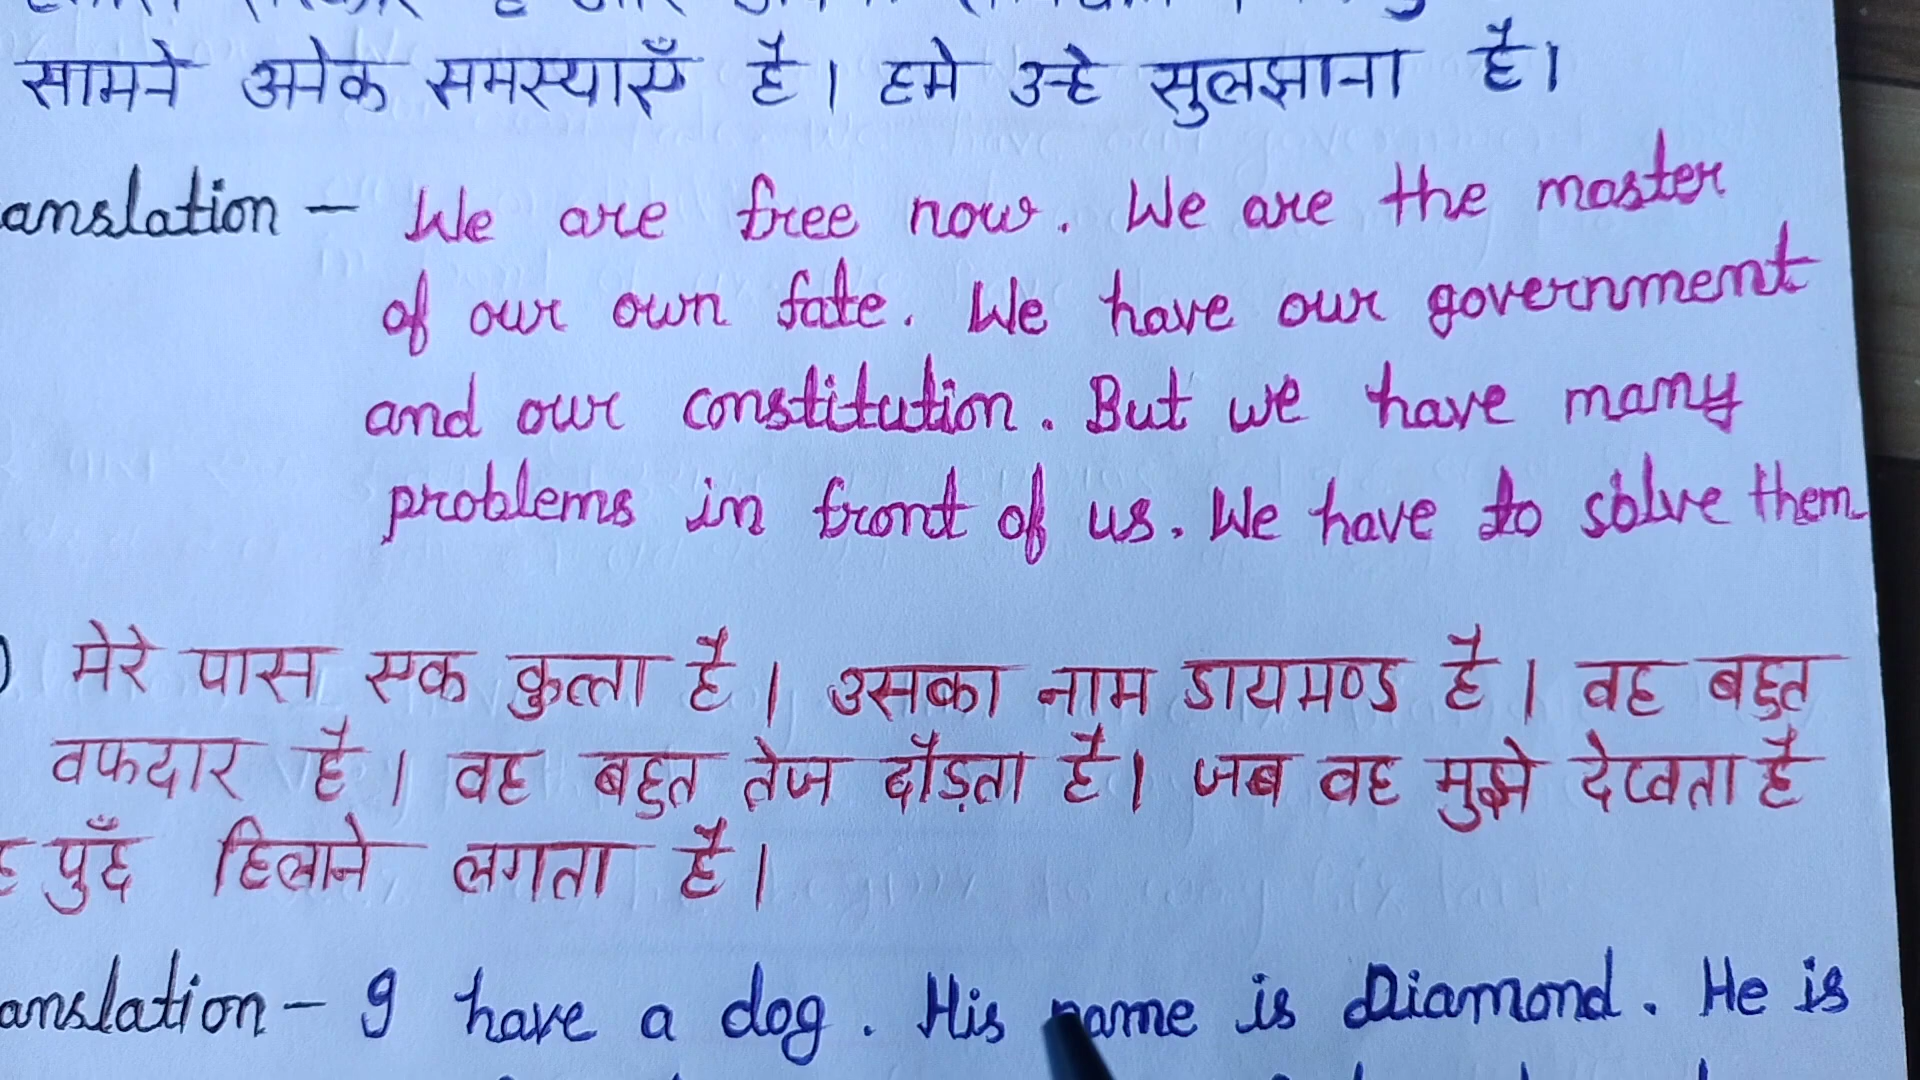 सामने अनेक समस्याएँ है। हमे उन्हे सुलझाना है।
anslation - We are free now. We are the master
of our own fate. We have our government
and our constitution. But we have many
problems in front of us. We have to solve them.
) मेरे पास एक कुत्ता है। उसका नाम डायमण्ड है। वह बहुत
वफदार है। वह बहुत तेज दौड़ता है। जब वह मुझे देखता है
ह पुँछ हिलाने लगता है।
anslation - I have a dog. His name is Diamond. He is